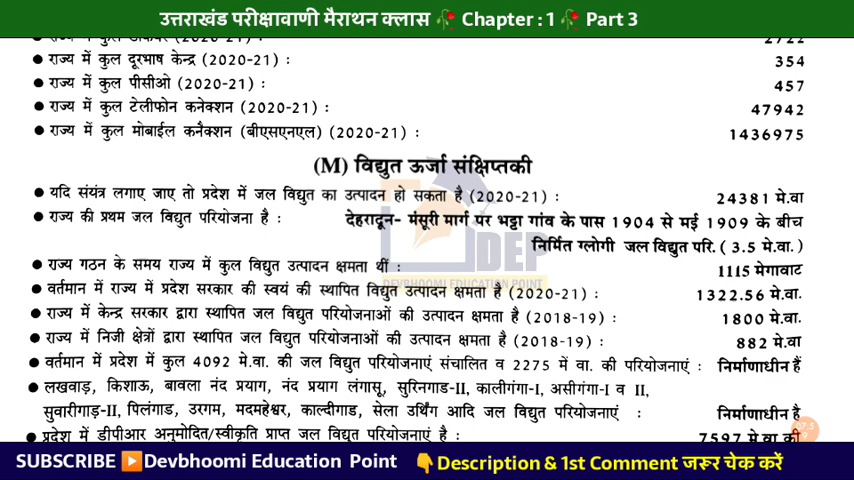 उत्तराखंड परीक्षावाणी मैराथन क्लास 🥀 Chapter : 1 🥀 Part 3
2722
● राज्य में कुल दूरभाष केन्द्र (2020-21) : 354
● राज्य में कुल पीसीओ (2020-21) : 457
● राज्य में कुल टेलीफोन कनेक्शन (2020-21) : 47942
● राज्य में कुल मोबाईल कनैक्शन (बीएसएनएल) (2020-21) : 1436975
(M) विद्युत ऊर्जा संक्षिप्तकी
● यदि संयंत्र लगाए जाए तो प्रदेश में जल विद्युत का उत्पादन हो सकता है (2020-21) : 24381 मे.वा
● राज्य की प्रथम जल विद्युत परियोजना है : देहरादून- मंसूरी मार्ग पर भट्टा गांव के पास 1904 से मई 1909 के बीच
निर्मित ग्लोगी जल विद्युत परि. ( 3.5 मे.वा. )
DEP
DEVBHOOMI EDUCATION POINT
● राज्य गठन के समय राज्य में कुल विद्युत उत्पादन क्षमता थीं : 1115 मेगावाट
● वर्तमान में राज्य में प्रदेश सरकार की स्वयं की स्थापित विद्युत उत्पादन क्षमता है (2020-21) : 1322.56 मे.वा.
● राज्य में केन्द्र सरकार द्वारा स्थापित जल विद्युत परियोजनाओं की उत्पादन क्षमता है (2018-19) : 1800 मे.वा.
● राज्य में निजी क्षेत्रों द्वारा स्थापित जल विद्युत परियोजनाओं की उत्पादन क्षमता है (2018-19) : 882 मे.वा
● वर्तमान में प्रदेश में कुल 4092 मे.वा. की जल विद्युत परियोजनाएं संचालित व 2275 में वा. की परियोजनाएं : निर्माणाधीन हैं
● लखवाड़, किशाऊ, बावला नंद प्रयाग, नंद प्रयाग लंगासू, सुरिनगाड-II, कालीगंगा-I, असीगंगा-I व II,
सुवारीगाड़-II, पिलंगाड, उरगम, मदमहेश्वर, काल्दीगाड, सेला उर्थिंग आदि जल विद्युत परियोजनाएं : निर्माणाधीन है
● प्रदेश में डीपीआर अनुमोदित/स्वीकृति प्राप्त जल विद्युत परियोजनाएं है : 7597 मे.वा की
SUBSCRIBE ▶️Devbhoomi Education Point 👇Description & 1st Comment जरूर चेक करें